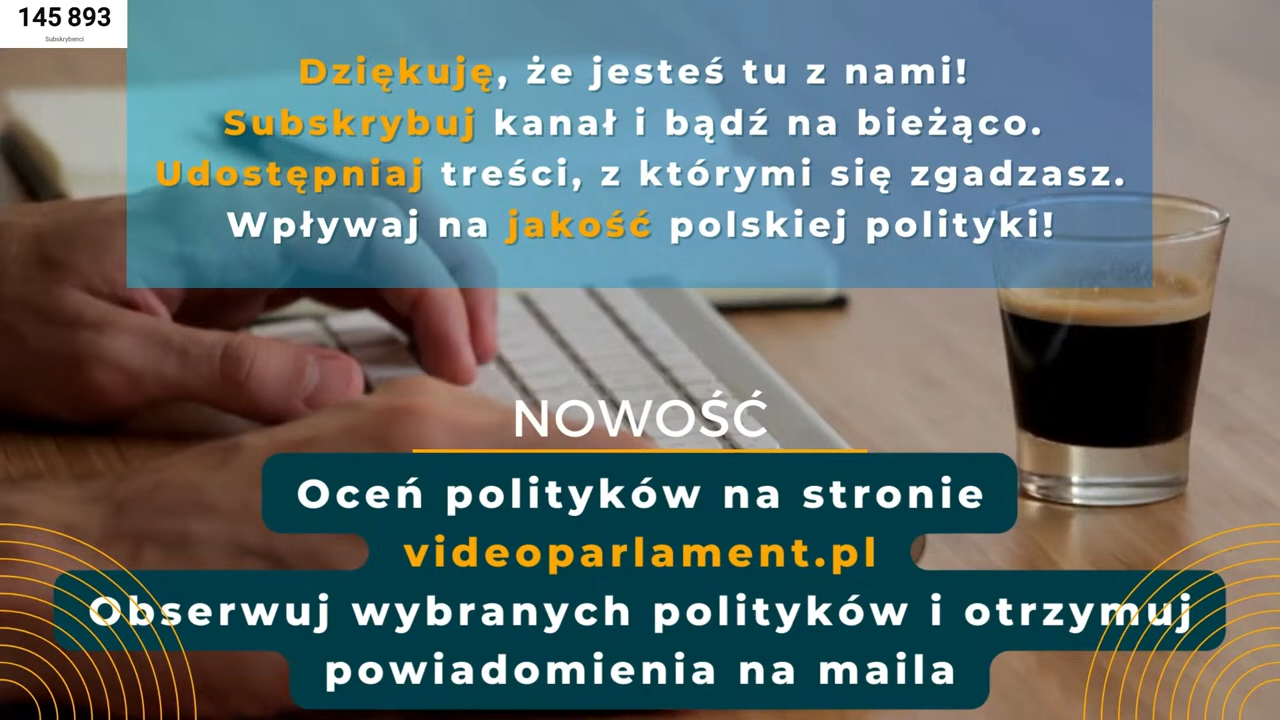 145 893
Subskrybenci
Dziękuję, że jesteś tu z nami!
Subskrybuj kanał i bądź na bieżąco.
Udostępniaj treści, z którymi się zgadzasz.
Wpływaj na jakość polskiej polityki!
NOWOŚĆ
Oceń polityków na stronie
videoparlament.pl
Obserwuj wybranych polityków i otrzymuj
powiadomienia na maila